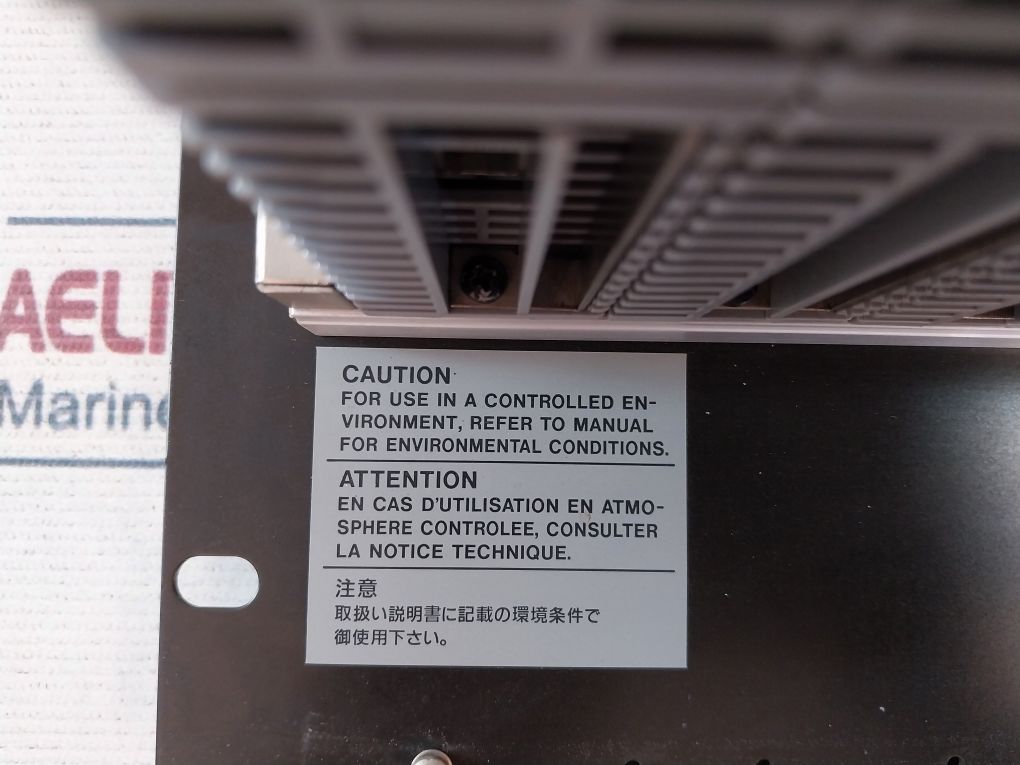 AELI
Marine
CAUTION
FOR USE IN A CONTROLLED EN-
VIRONMENT, REFER TO MANUAL
FOR ENVIRONMENTAL CONDITIONS.
ATTENTION
EN CAS D'UTILISATION EN ATMO-
SPHERE CONTROLEE, CONSULTER
LA NOTICE TECHNIQUE.
注意
取扱い説明書に記載の環境条件で
御使用下さい。